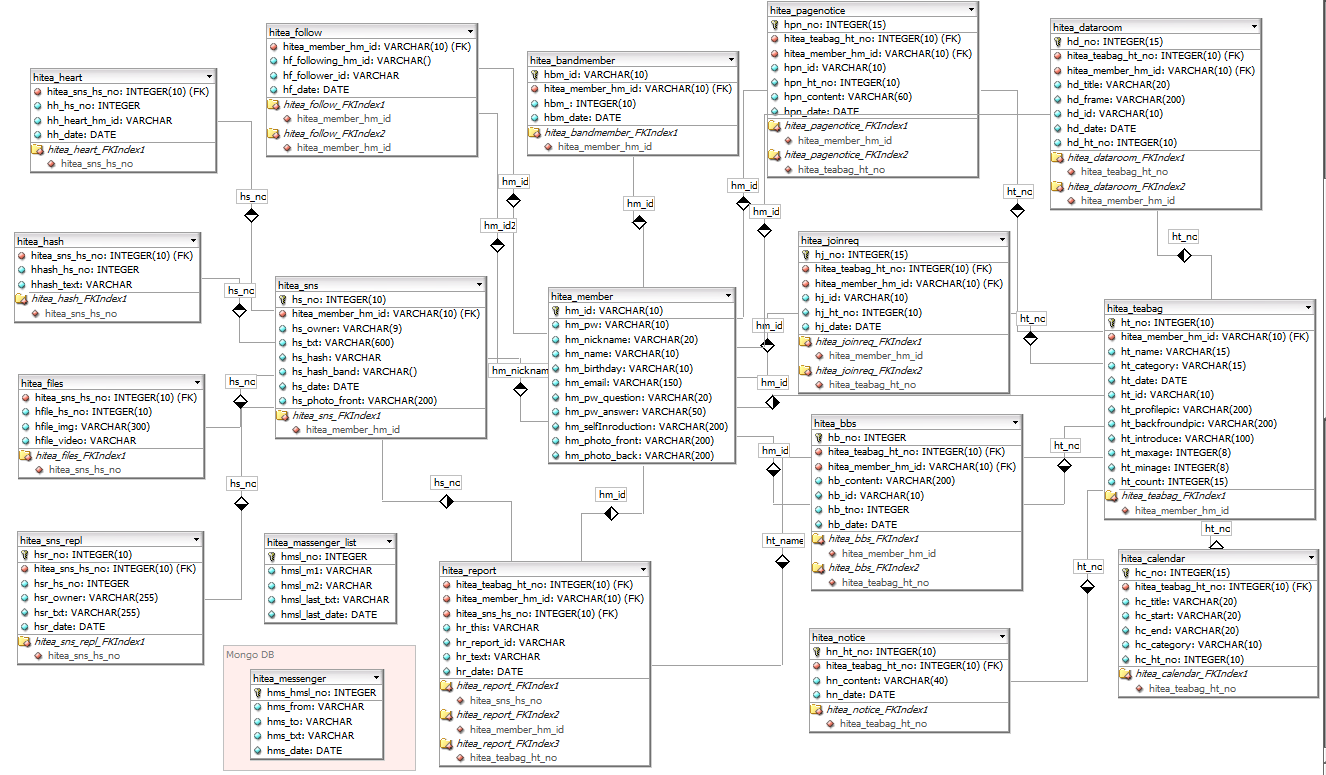 hitea_heart
hitea_sns_hs_no: INTEGER(10) (FK)
hh_hs_no: INTEGER
hh_heart_hm_id: VARCHAR
hh_date: DATE
hitea_heart_FKIndex1
hitea_sns_hs_no
hitea_follow
hitea_member_hm_id: VARCHAR(10) (FK)
hf_following_hm_id: VARCHAR()
hf_follower_id: VARCHAR
hf_date: DATE
hitea_follow_FKIndex1
hitea_member_hm_id
hitea_follow_FKIndex2
hitea_member_hm_id
hitea_bandmember
hbm_id: VARCHAR(10)
hitea_member_hm_id: VARCHAR(10) (FK)
hbm_: INTEGER(10)
hbm_date: DATE
hitea_bandmember_FKIndex1
hitea_member_hm_id
hitea_pagenotice
hpn_no: INTEGER(15)
hitea_teabag_ht_no: INTEGER(10) (FK)
hitea_member_hm_id: VARCHAR(10) (FK)
hpn_id: VARCHAR(10)
hpn_ht_no: INTEGER(10)
hpn_content: VARCHAR(60)
hpn_date: DATE
hitea_pagenotice_FKIndex1
hitea_member_hm_id
hitea_pagenotice_FKIndex2
hitea_teabag_ht_no
hitea_dataroom
hd_no: INTEGER(15)
hitea_teabag_ht_no: INTEGER(10) (FK)
hitea_member_hm_id: VARCHAR(10) (FK)
hd_title: VARCHAR(20)
hd_frame: VARCHAR(200)
hd_id: VARCHAR(10)
hd_date: DATE
hd_ht_no: INTEGER(10)
hitea_dataroom_FKIndex1
hitea_teabag_ht_no
hitea_dataroom_FKIndex2
hitea_member_hm_id
hs_no
hm_id
hm_id2
hm_id
hm_id
hm_id
ht_no
ht_no
hitea_hash
hitea_sns_hs_no: INTEGER(10) (FK)
hhash_hs_no: INTEGER
hhash_text: VARCHAR
hitea_hash_FKIndex1
hitea_sns_hs_no
hs_no
hitea_sns
hs_no: INTEGER(10)
hitea_member_hm_id: VARCHAR(10) (FK)
hs_owner: VARCHAR(9)
hs_txt: VARCHAR(600)
hs_hash: VARCHAR
hs_hash_band: VARCHAR()
hs_date: DATE
hs_photo_front: VARCHAR(200)
hitea_sns_FKIndex1
hitea_member_hm_id
hm_nickname
hitea_member
hm_id: VARCHAR(10)
hm_pw: VARCHAR(10)
hm_nickname: VARCHAR(20)
hm_name: VARCHAR(10)
hm_birthday: VARCHAR(10)
hm_email: VARCHAR(150)
hm_pw_question: VARCHAR(20)
hm_pw_answer: VARCHAR(50)
hm_selfInroduction: VARCHAR(200)
hm_photo_front: VARCHAR(200)
hm_photo_back: VARCHAR(200)
hm_id
hm_id
hm_id
hitea_joinreq
hj_no: INTEGER(15)
hitea_teabag_ht_no: INTEGER(10) (FK)
hitea_member_hm_id: VARCHAR(10) (FK)
hj_id: VARCHAR(10)
hj_ht_no: INTEGER(10)
hj_date: DATE
hitea_joinreq_FKIndex1
hitea_member_hm_id
hitea_joinreq_FKIndex2
hitea_teabag_ht_no
ht_no
hitea_teabag
ht_no: INTEGER(10)
hitea_member_hm_id: VARCHAR(10) (FK)
ht_name: VARCHAR(15)
ht_category: VARCHAR(15)
ht_date: DATE
ht_id: VARCHAR(10)
ht_profilepic: VARCHAR(200)
ht_backfroundpic: VARCHAR(200)
ht_introduce: VARCHAR(100)
ht_maxage: INTEGER(8)
ht_minage: INTEGER(8)
ht_count: INTEGER(15)
hitea_teabag_FKIndex1
hitea_member_hm_id
hitea_files
hitea_sns_hs_no: INTEGER(10) (FK)
hfile_hs_no: INTEGER(10)
hfile_img: VARCHAR(300)
hfile_video: VARCHAR
hitea_files_FKIndex1
hitea_sns_hs_no
hs_no
hs_no
hs_no
hm_id
hitea_bbs
hb_no: INTEGER
hitea_teabag_ht_no: INTEGER(10) (FK)
hitea_member_hm_id: VARCHAR(10) (FK)
hb_content: VARCHAR(200)
hb_id: VARCHAR(10)
hb_tno: INTEGER
hb_date: DATE
hitea_bbs_FKIndex1
hitea_member_hm_id
hitea_bbs_FKIndex2
hitea_teabag_ht_no
ht_no
ht_name
ht_no
ht_no
hitea_sns_repl
hsr_no: INTEGER(10)
hitea_sns_hs_no: INTEGER(10) (FK)
hsr_hs_no: INTEGER
hsr_owner: VARCHAR(255)
hsr_txt: VARCHAR(255)
hsr_date: DATE
hitea_sns_repl_FKIndex1
hitea_sns_hs_no
hitea_massenger_list
hmsl_no: INTEGER
hmsl_m1: VARCHAR
hmsl_m2: VARCHAR
hmsl_last_txt: VARCHAR
hmsl_last_date: DATE
Mongo DB
hitea_messenger
hms_hmsl_no: INTEGER
hms_from: VARCHAR
hms_to: VARCHAR
hms_txt: VARCHAR
hms_date: DATE
hitea_report
hitea_teabag_ht_no: INTEGER(10) (FK)
hitea_member_hm_id: VARCHAR(10) (FK)
hitea_sns_hs_no: INTEGER(10) (FK)
hr_this: VARCHAR
hr_report_id: VARCHAR
hr_text: VARCHAR
hr_date: DATE
hitea_report_FKIndex1
hitea_sns_hs_no
hitea_report_FKIndex2
hitea_member_hm_id
hitea_report_FKIndex3
hitea_teabag_ht_no
hitea_notice
hn_ht_no: INTEGER(10)
hitea_teabag_ht_no: INTEGER(10) (FK)
hn_content: VARCHAR(40)
hn_date: DATE
hitea_notice_FKIndex1
hitea_teabag_ht_no
hitea_calendar
hc_no: INTEGER(15)
hitea_teabag_ht_no: INTEGER(10) (FK)
hc_title: VARCHAR(20)
hc_start: VARCHAR(20)
hc_end: VARCHAR(20)
hc_category: VARCHAR(10)
hc_ht_no: INTEGER(10)
hitea_calendar_FKIndex1
hitea_teabag_ht_no